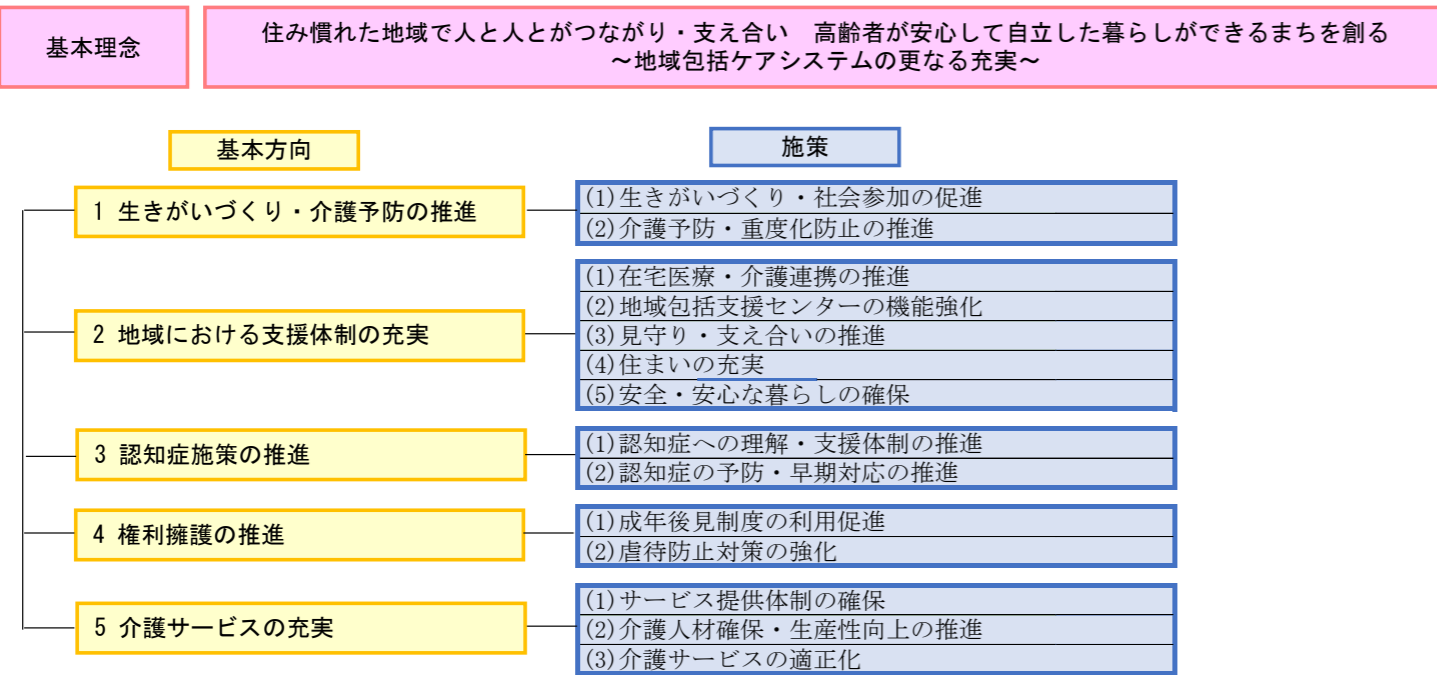 基本理念
住み慣れた地域で人と人とがつながり・支え合い　高齢者が安心して自立した暮らしができるまちを創る
～地域包括ケアシステムの更なる充実～
基本方向
施策
1 生きがいづくり・介護予防の推進
(1)生きがいづくり・社会参加の促進
(2)介護予防・重度化防止の推進
2 地域における支援体制の充実
(1)在宅医療・介護連携の推進
(2)地域包括支援センターの機能強化
(3)見守り・支え合いの推進
(4)住まいの充実
(5)安全・安心な暮らしの確保
3 認知症施策の推進
(1)認知症への理解・支援体制の推進
(2)認知症の予防・早期対応の推進
4 権利擁護の推進
(1)成年後見制度の利用促進
(2)虐待防止対策の強化
5 介護サービスの充実
(1)サービス提供体制の確保
(2)介護人材確保・生産性向上の推進
(3)介護サービスの適正化